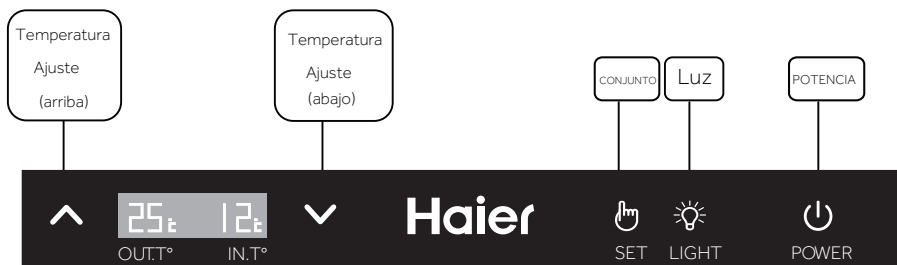 Temperatura
Ajuste
(arriba)
Temperatura
Ajuste
(abajo)
CONJUNTO
Luz
POTENCIA
25℃ 12℃ Haier
OUT.T° IN.T° SET LIGHT POWER